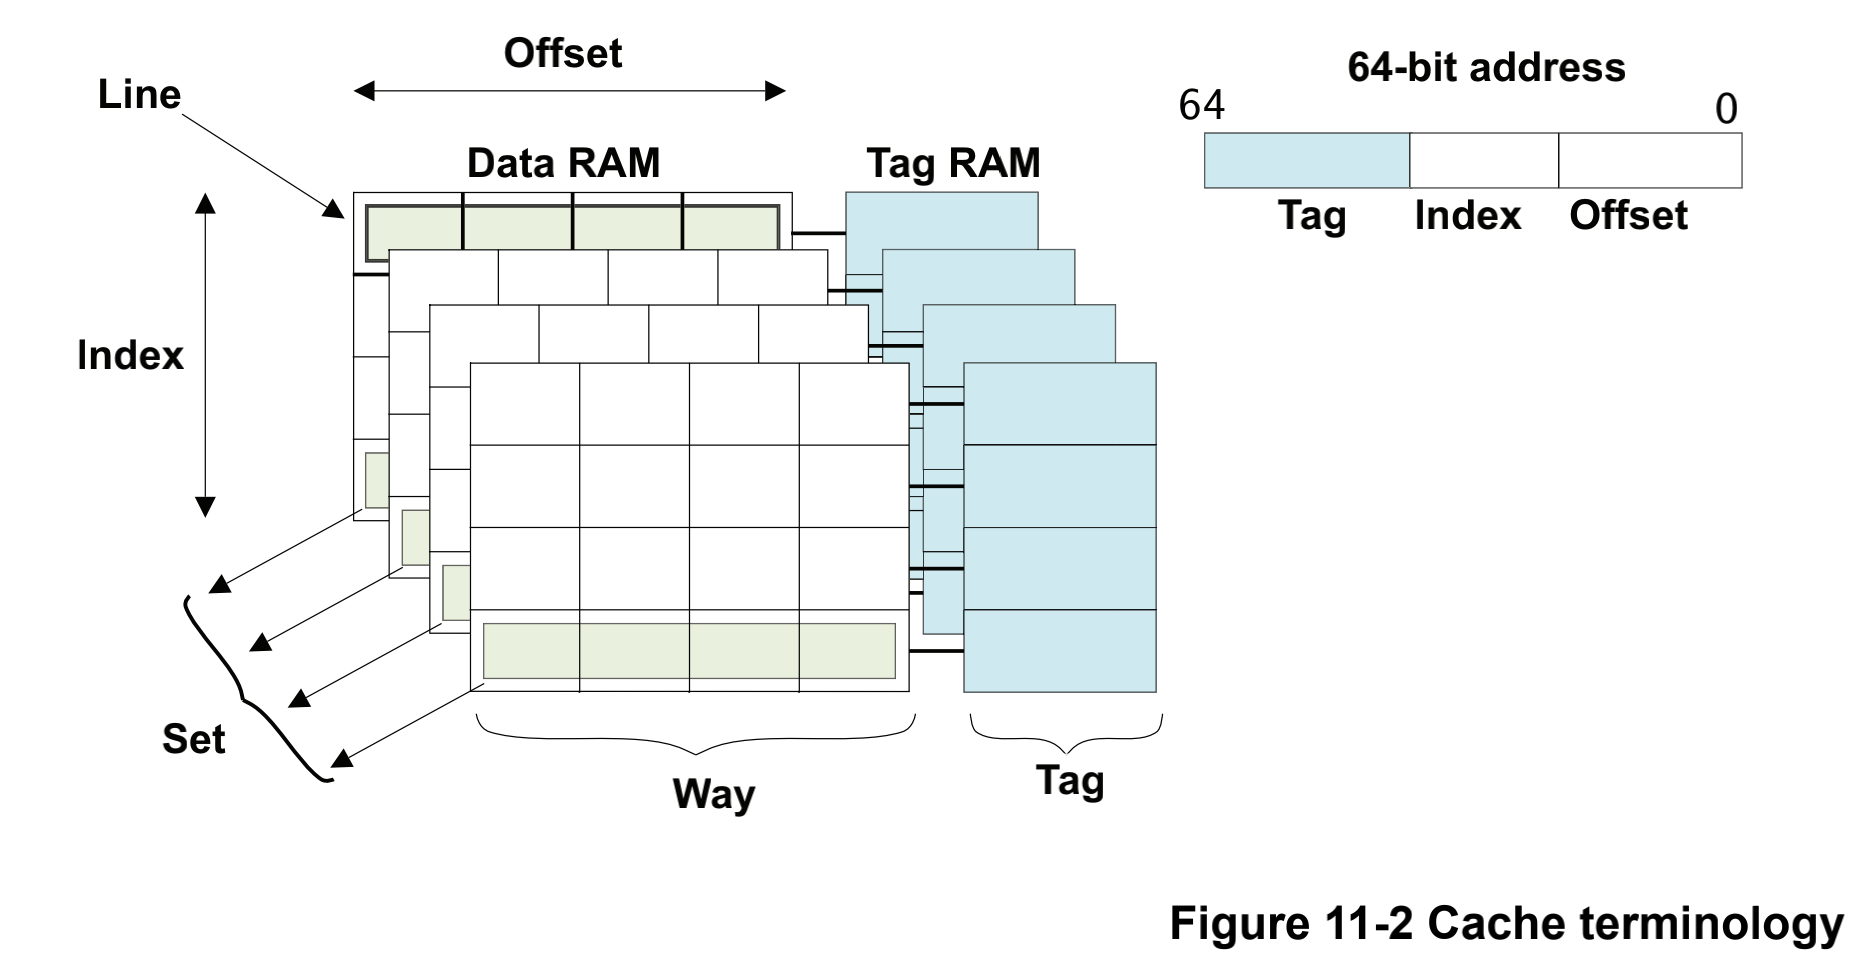 Offset
Line
Data RAM
Tag RAM
Index
Set
Way
Tag
64-bit address
64
0
Tag
Index
Offset
Figure 11-2 Cache terminology